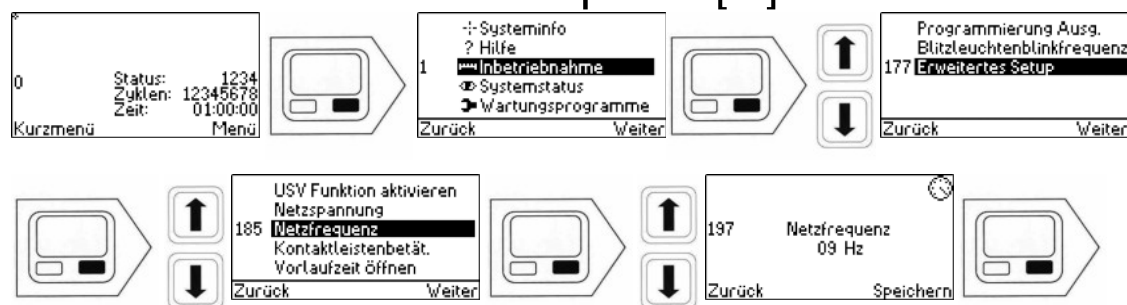 *
0
Status: 1234
Zyklen: 12345678
Zeit: 01:00:00
Kurzmenü Menü
Systeminfo
? Hilfe
1 Inbetriebnahme
Systemstatus
Wartungsprogramme
Zurück Weiter
Programmierung Ausg.
Blitzleuchtenblinkfrequenz
177 Erweitertes Setup
Zurück Weiter
USV Funktion aktivieren
Netzspannung
185 Netzfrequenz
Kontaktleistenbetät.
Vorlaufzeit öffnen
Zurück Weiter
197 Netzfrequenz
09 Hz
Zurück Speichern